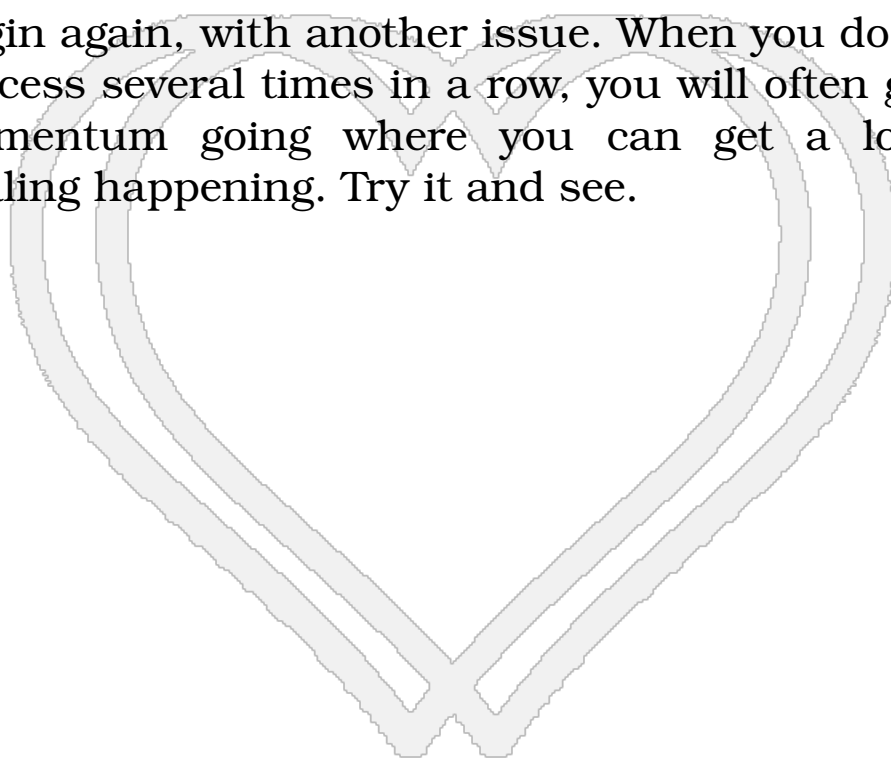 gin again, with another issue. When you do
cess several times in a row, you will often g
mentum going where you can get a lo
ling happening. Try it and see.